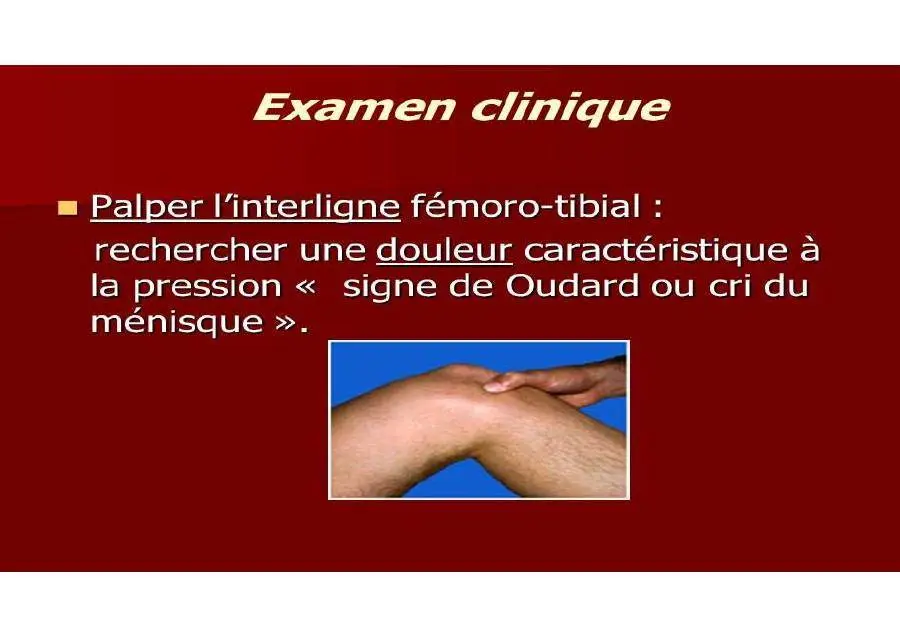 Examen clinique
Palper l'interligne fémoro-tibial :
rechercher une douleur caractéristique à
la pression «  signe de Oudard ou cri du
ménisque ».